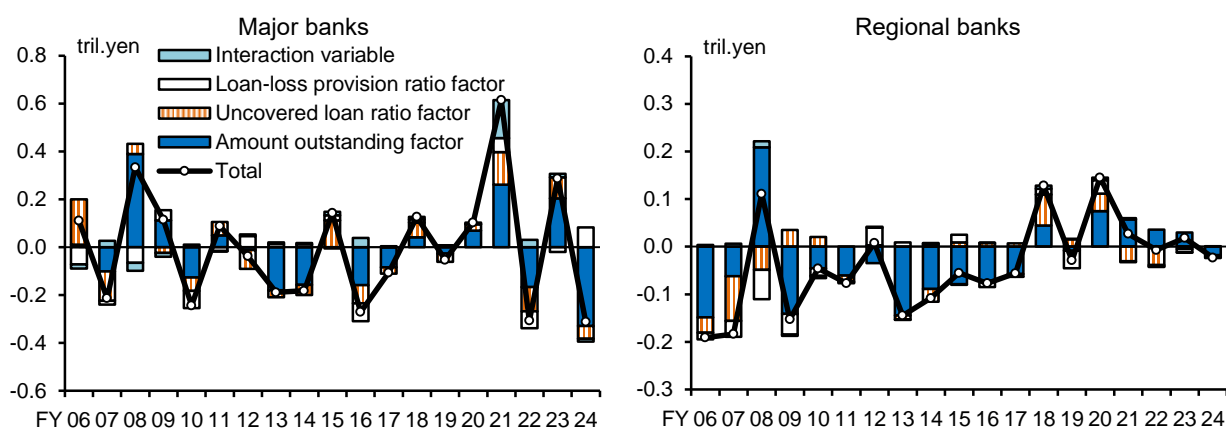 Major banks
tril.yen
Interaction variable
Loan-loss provision ratio factor
Uncovered loan ratio factor
Amount outstanding factor
Total
0.8
0.6
0.4
0.2
0.0
-0.2
-0.4
-0.6
FY 06 07 08 09 10 11 12 13 14 15 16 17 18 19 20 21 22 23 24
Regional banks
tril.yen
0.4
0.3
0.2
0.1
0.0
-0.1
-0.2
-0.3
FY 06 07 08 09 10 11 12 13 14 15 16 17 18 19 20 21 22 23 24